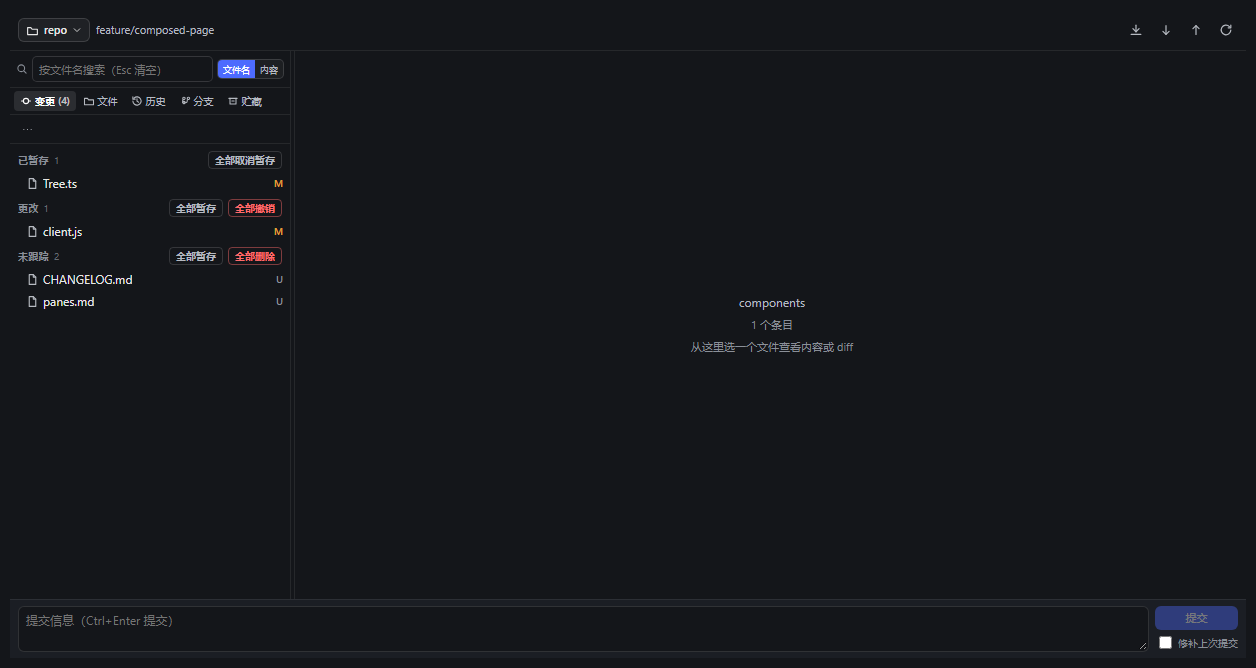 repo feature/composed-page
按文件名搜索（Esc 清空） 文件名 内容
变更 (4) 文件 历史 分支 贮藏
...
已暂存 1 全部取消暂存
Tree.ts M
更改 1 全部暂存 全部撤销
client.js M
未跟踪 2 全部暂存 全部删除
CHANGELOG.md U
panes.md U
components
1 个条目
从这里选一个文件查看内容或 diff
提交信息（Ctrl+Enter 提交）
提交
修补上次提交